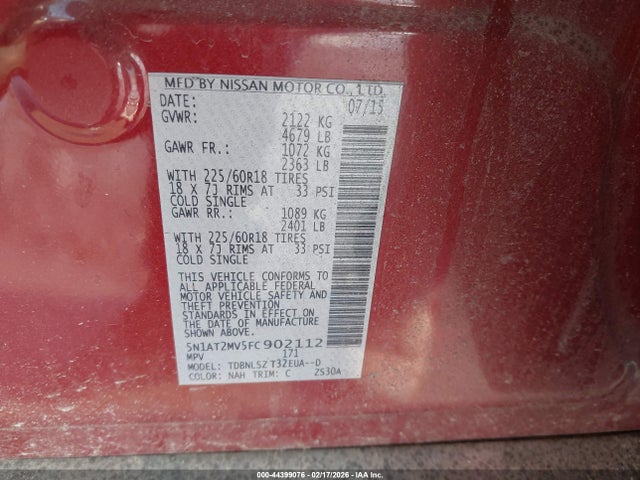 MFD BY NISSAN MOTOR CO., LTD.
DATE: 07/15
GVWR: 2122 KG
4679 LB
GAWR FR.: 1072 KG
2363 LB
WITH 225/60R18 TIRES
18 X 7J RIMS AT 33 PSI
COLD SINGLE
GAWR RR.: 1089 KG
2401 LB
WITH 225/60R18 TIRES
18 X 7J RIMS AT 33 PSI
COLD SINGLE
THIS VEHICLE CONFORMS TO
ALL APPLICABLE FEDERAL
MOTOR VEHICLE SAFETY AND
THEFT PREVENTION
STANDARDS IN EFFECT ON
THE DATE OF MANUFACTURE
SHOWN ABOVE.
5N1AT2MV5FC902112
MPV 171
MODEL: TDBNLSZ T32EUA--D
COLOR: NAH TRIM: C ZS30A
000-44399076 - 02/17/2026 - IAA Inc.